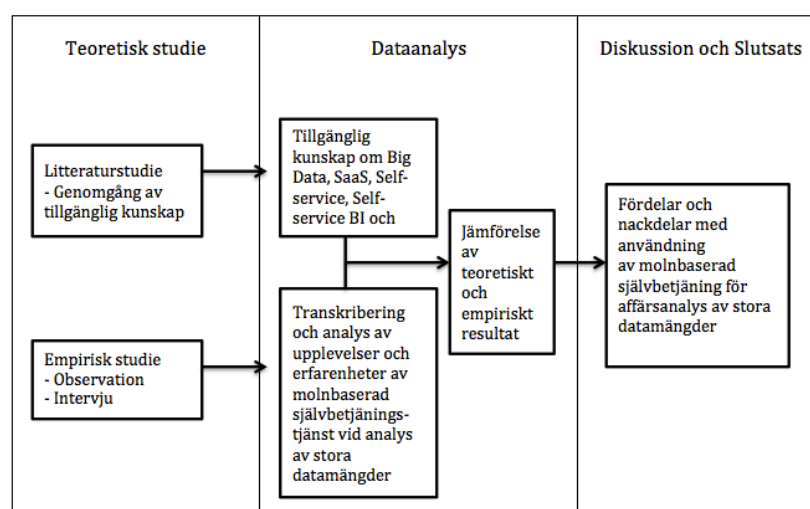 Teoretisk studie
Dataanalys
Diskussion och Slutsats
Litteraturstudie
- Genomgång av
tillgänglig kunskap
Tillgänglig
kunskap om Big
Data, SaaS, Self-
service, Self-
service BI och
Jämförelse
av
teoretiskt
och
empiriskt
resultat
Fördelar och
nackdelar med
användning
av molnbaserad
självbetjäning för
affärsanalys av stora
datamängder
Empirisk studie
- Observation
- Intervju
Transkribering
och analys av
upplevelser och
erfarenheter av
molnbaserad
självbetjänings-
tjänst vid analys
av stora
datamängder